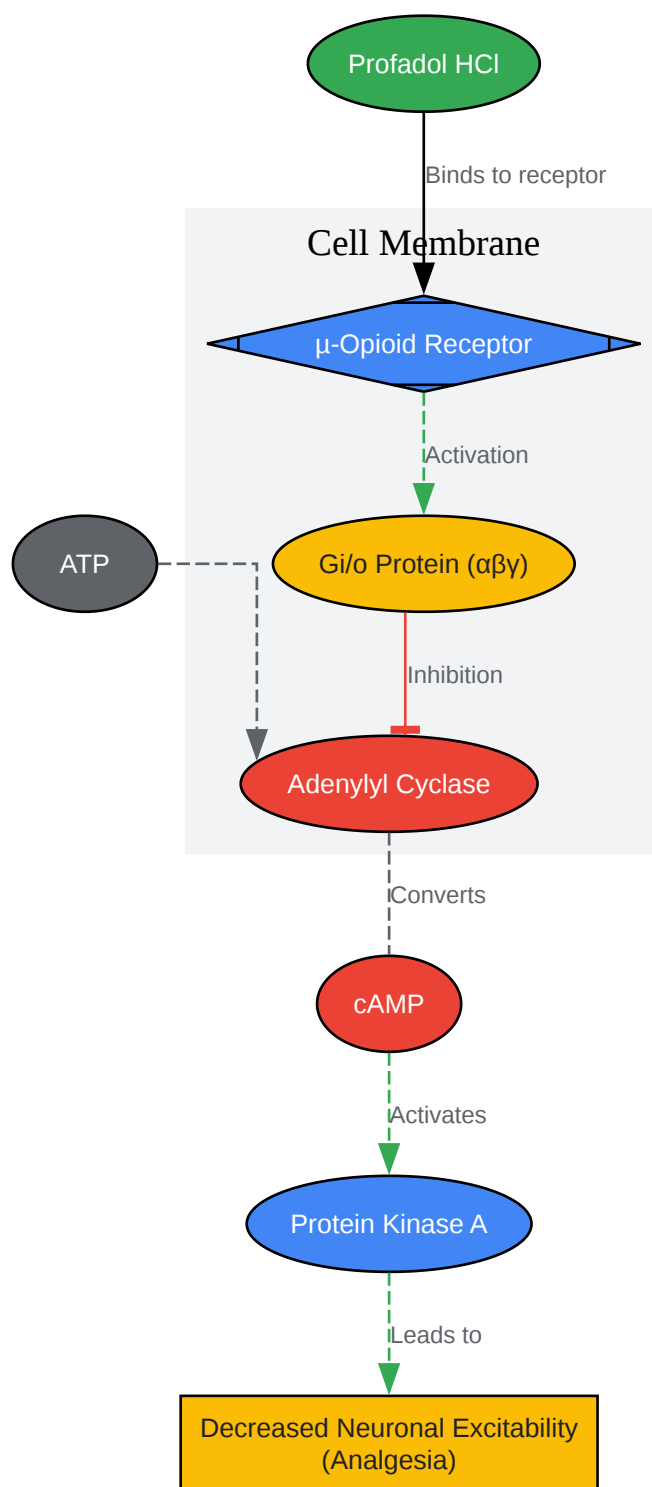 Profadol HCl
Binds to receptor
Cell Membrane
µ-Opioid Receptor
Activation
ATP
Gi/o Protein (αβγ)
Inhibition
Adenylyl Cyclase
Converts
cAMP
Activates
Protein Kinase A
Leads to
Decreased Neuronal Excitability
(Analgesia)